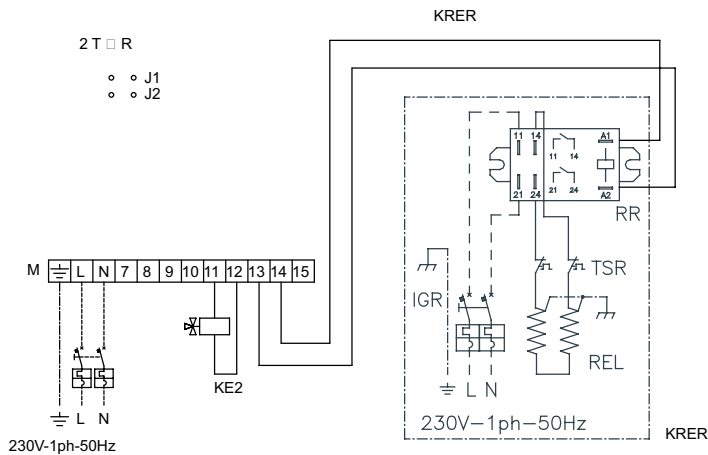 KRER
2 T □ R
J1
J2
11 14 A1
11 14
21 24 21 24 A2
RR
M L N 7 8 9 10 11 12 13 14 15
TSR
IGR
REL
KE2
L N
L N
230V-1ph-50Hz
230V-1ph-50Hz
KRER